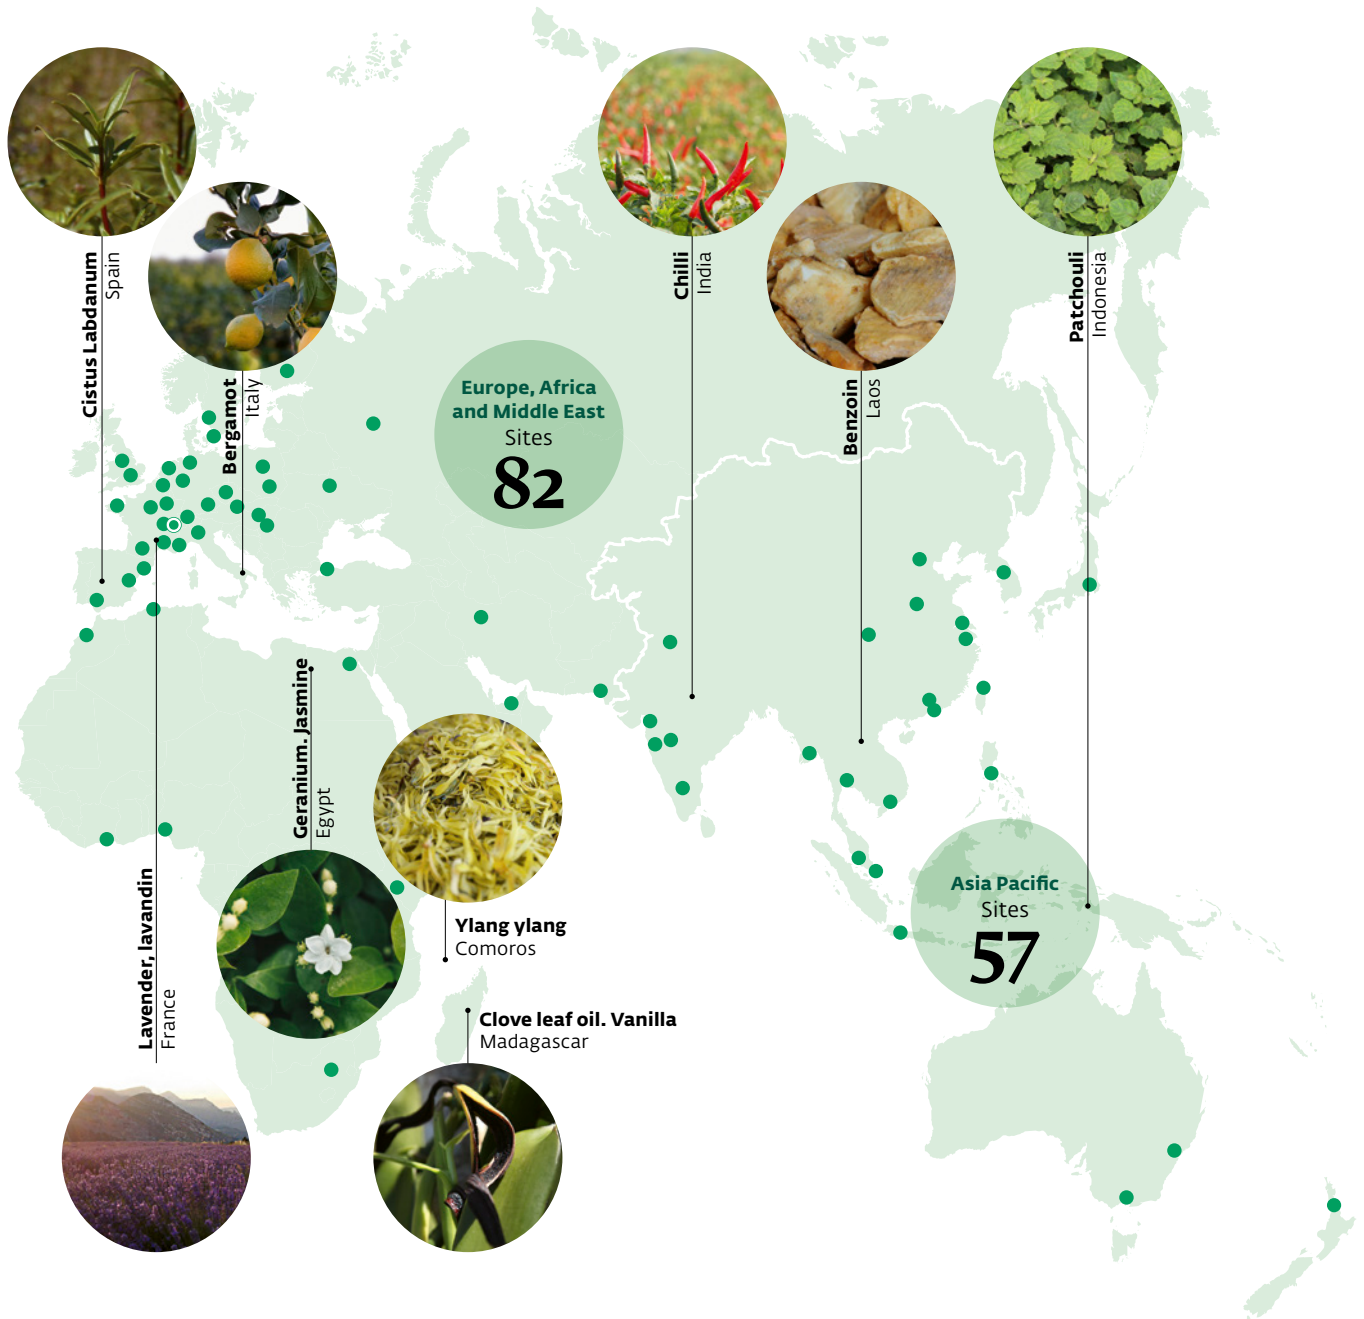 Cistus Labdanum
Spain
Bergamot
Italy
Europe, Africa
and Middle East
Sites
82
Chilli
India
Benzoin
Laos
Patchouli
Indonesia
Lavender, lavandin
France
Geranium. Jasmine
Egypt
Ylang ylang
Comoros
Clove leaf oil. Vanilla
Madagascar
Asia Pacific
Sites
57